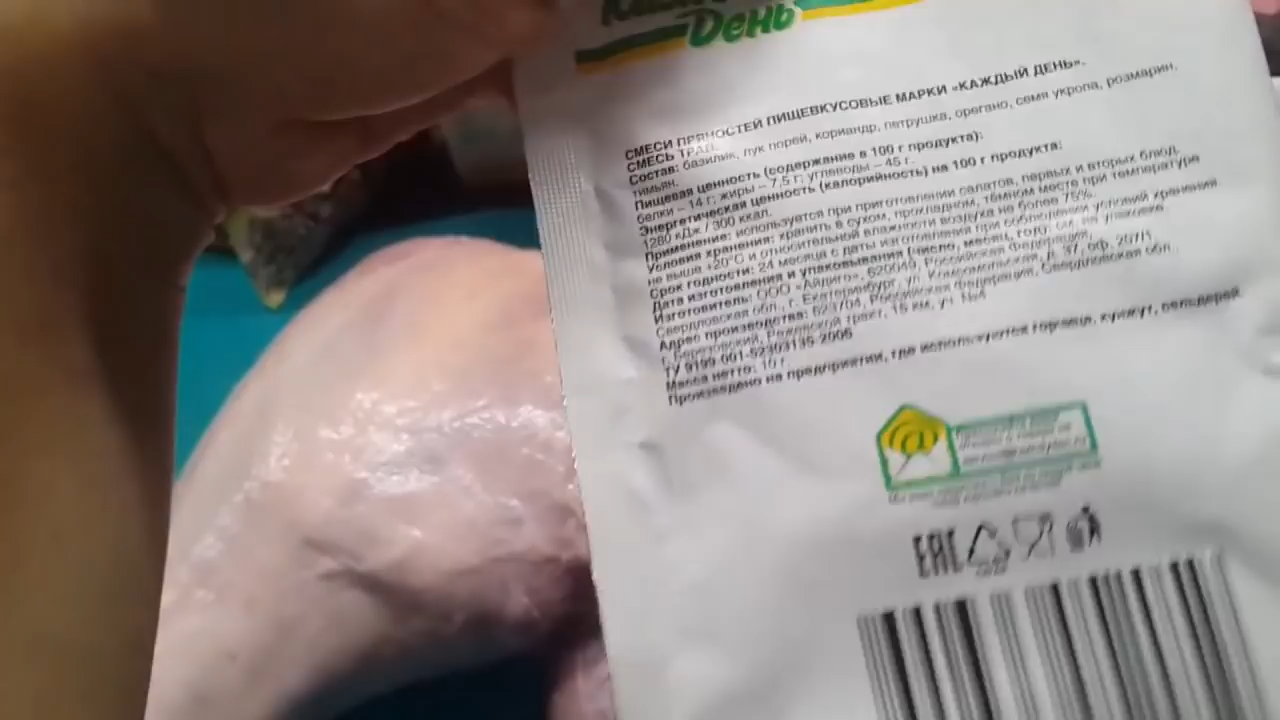 День
СМЕСИ ПРЯНОСТЕЙ ПИЩЕВКУСОВЫЕ МАРКИ «КАЖДЫЙ ДЕНЬ».
СМЕСЬ ТРАВ.
Состав: базилик, лук порей, кориандр, петрушка, орегано, семя укропа, розмарин,
тимьян.
Пищевая ценность (содержание в 100 г продукта):
белки – 14 г; жиры – 7,5 г; углеводы – 45 г.
Энергетическая ценность (калорийность) на 100 г продукта:
1280 кДж / 300 ккал.
Применение: используется при приготовлении салатов, первых и вторых блюд.
Условия хранения: хранить в сухом, прохладном, тёмном месте при температуре
не выше +20°С и относительной влажности воздуха не более 75%.
Срок годности: 24 месяца с даты изготовления при соблюдении условий хранения
Дата изготовления и упаковывания (число, месяц, год): см. на упаковке
Изготовитель: ООО «Айдиго», 620049, Российская Федерация,
Свердловская обл., г. Екатеринбург, ул. Комсомольская, д. 37, оф. 207/1
Адрес производства: 623704, Российская Федерация, Свердловская обл.,
г. Березовский, Режевской тракт, 15 км, уч. №4
ТУ 9199-001-52303135-2006
Масса нетто: 10 г
Произведено на предприятии, где используются горчица, кунжут, сельдерей
@
EAC